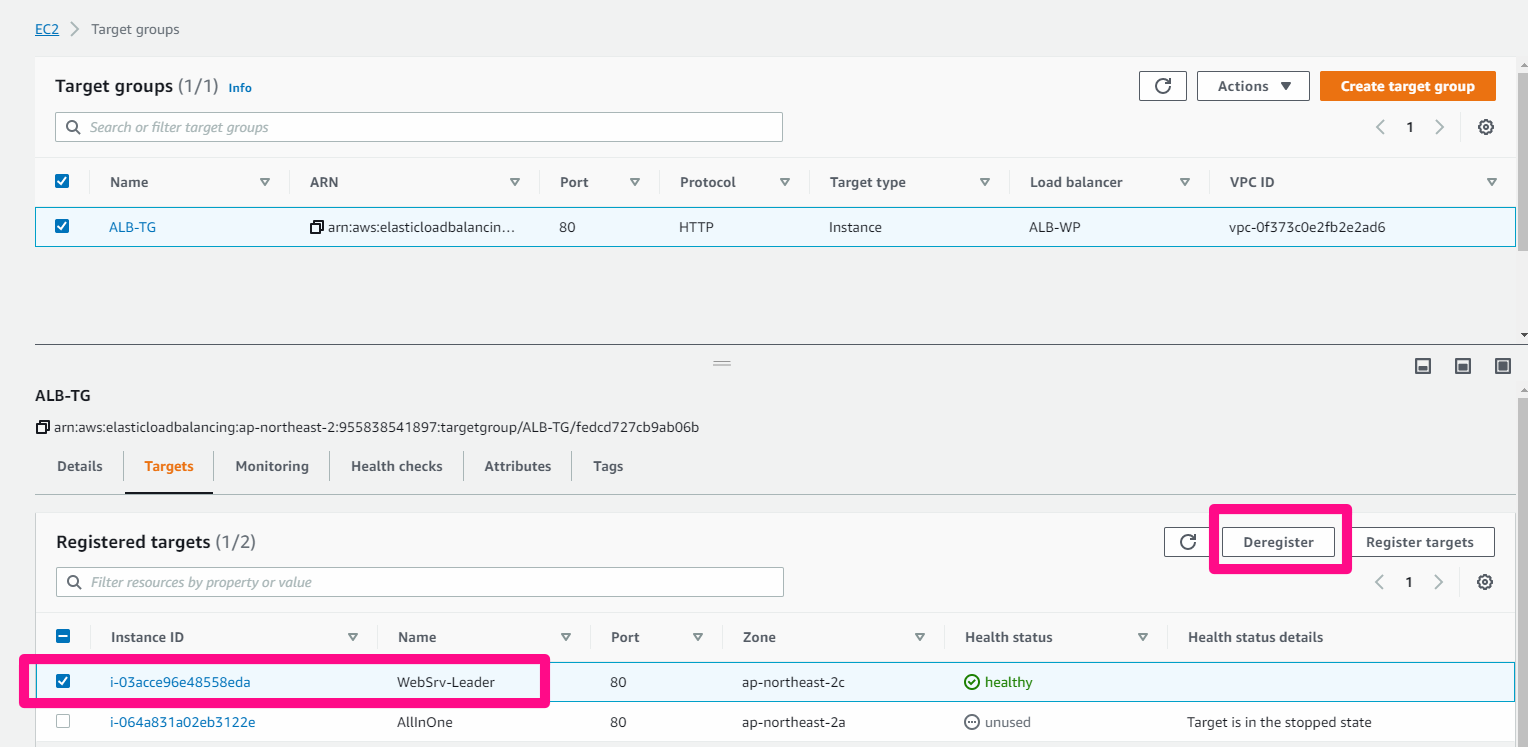 EC2 > Target groups
Target groups (1/1) Info
Actions
Create target group
Search or filter target groups
1
Name ARN Port Protocol Target type Load balancer VPC ID
ALB-TG arn:aws:elasticloadbalancin... 80 HTTP Instance ALB-WP vpc-0f373c0e2fb2e2ad6
ALB-TG
arn:aws:elasticloadbalancing:ap-northeast-2:955838541897:targetgroup/ALB-TG/fedcd727cb9ab06b
Details Targets Monitoring Health checks Attributes Tags
Registered targets (1/2) Deregister Register targets
Filter resources by property or value
1
Instance ID Name Port Zone Health status Health status details
i-03acce96e48558eda WebSrv-Leader 80 ap-northeast-2c healthy
i-064a831a02eb3122e AllInOne 80 ap-northeast-2a unused Target is in the stopped state